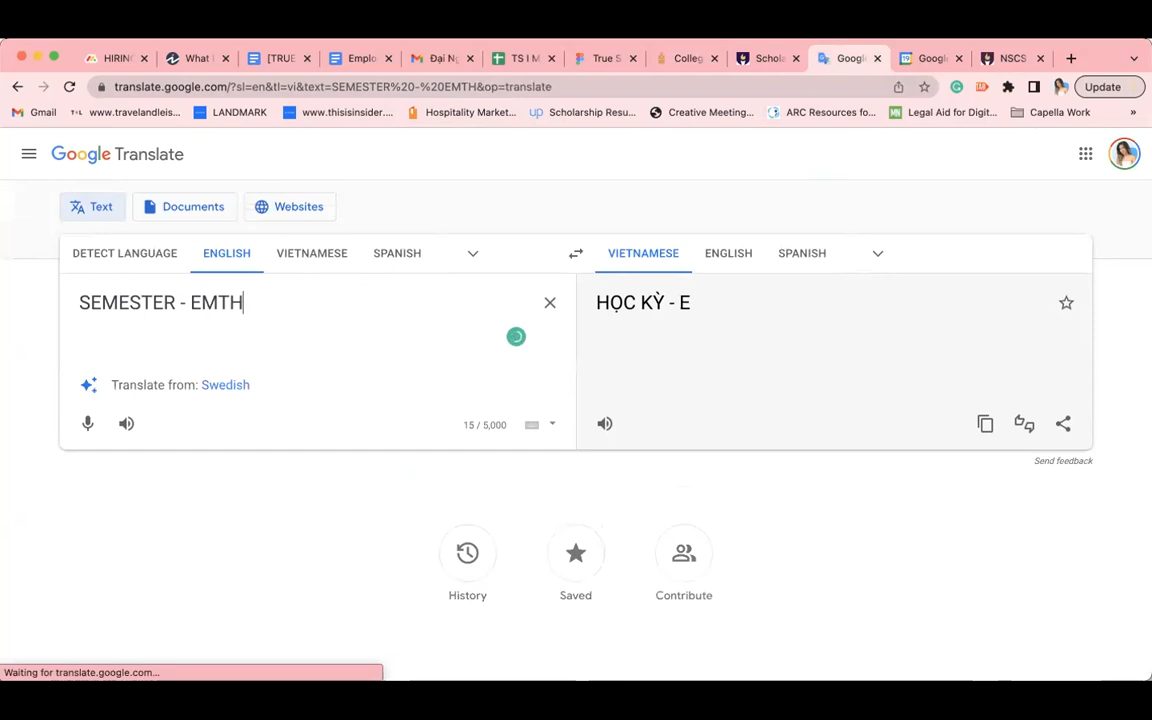 HIRING
What
[TRUE
Emplo
Đại N
TS I M
True S
Colleg
Schola
Googl
Googl
NSCS
translate.google.com/?sl=en&tl=vi&text=SEMESTER%20-%20EMTH&op=translate
Update
Gmail
T+L
www.travelandleis...
LANDMARK
www.thisisinsider....
Hospitality Market...
up
Scholarship Resu...
Creative Meeting...
ARC Resources fo...
Legal Aid for Digit...
Capella Work
»
Google Translate
Text
Documents
Websites
DETECT LANGUAGE
ENGLISH
VIETNAMESE
SPANISH
VIETNAMESE
ENGLISH
SPANISH
SEMESTER - EMTH
HỌC KỲ - E
Translate from: Swedish
15 / 5,000
Send feedback
History
Saved
Contribute
Waiting for translate.google.com...